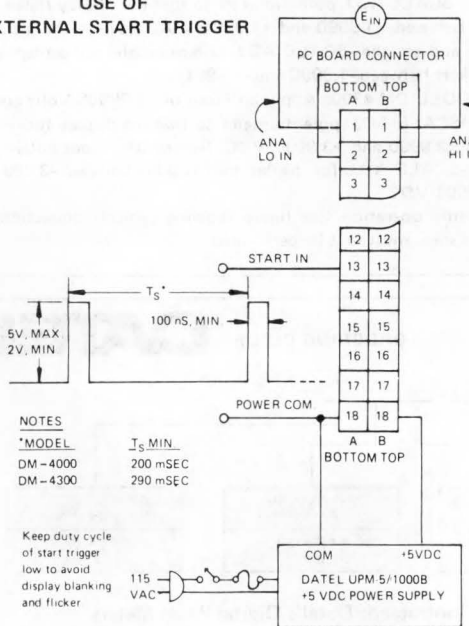 USE OF
EXTERNAL START TRIGGER
E IN
PC BOARD CONNECTOR
BOTTOM TOP
A B
ANA
LO IN
ANA
HI I
1 1
2 2
3 3
12 12
START IN
13 13
14 14
15 15
16 16
17 17
18 18
A B
BOTTOM TOP
TS*
100 nS, MIN
5V, MAX
2V, MIN
POWER COM.
NOTES
*MODEL TS MIN
DM-4000 200 mSEC
DM-4300 290 mSEC
Keep duty cycle
of start trigger
low to avoid
display blanking
and flicker
115
VAC
COM +5VDC
DATEL UPM-5/1000B
+5 VDC POWER SUPPLY